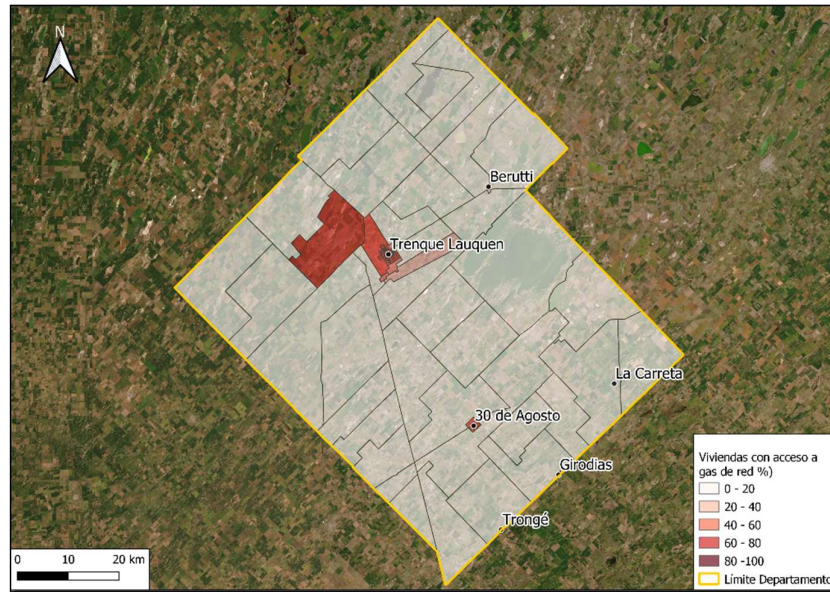 N
Berutti
Trenque Lauquen
La Carreta
30 de Agosto
Girodias
Trongé
Viviendas con acceso a
gas de red %)
0 - 20
20 - 40
40 - 60
60 - 80
80 -100
Límite Departamento
0 10 20 km